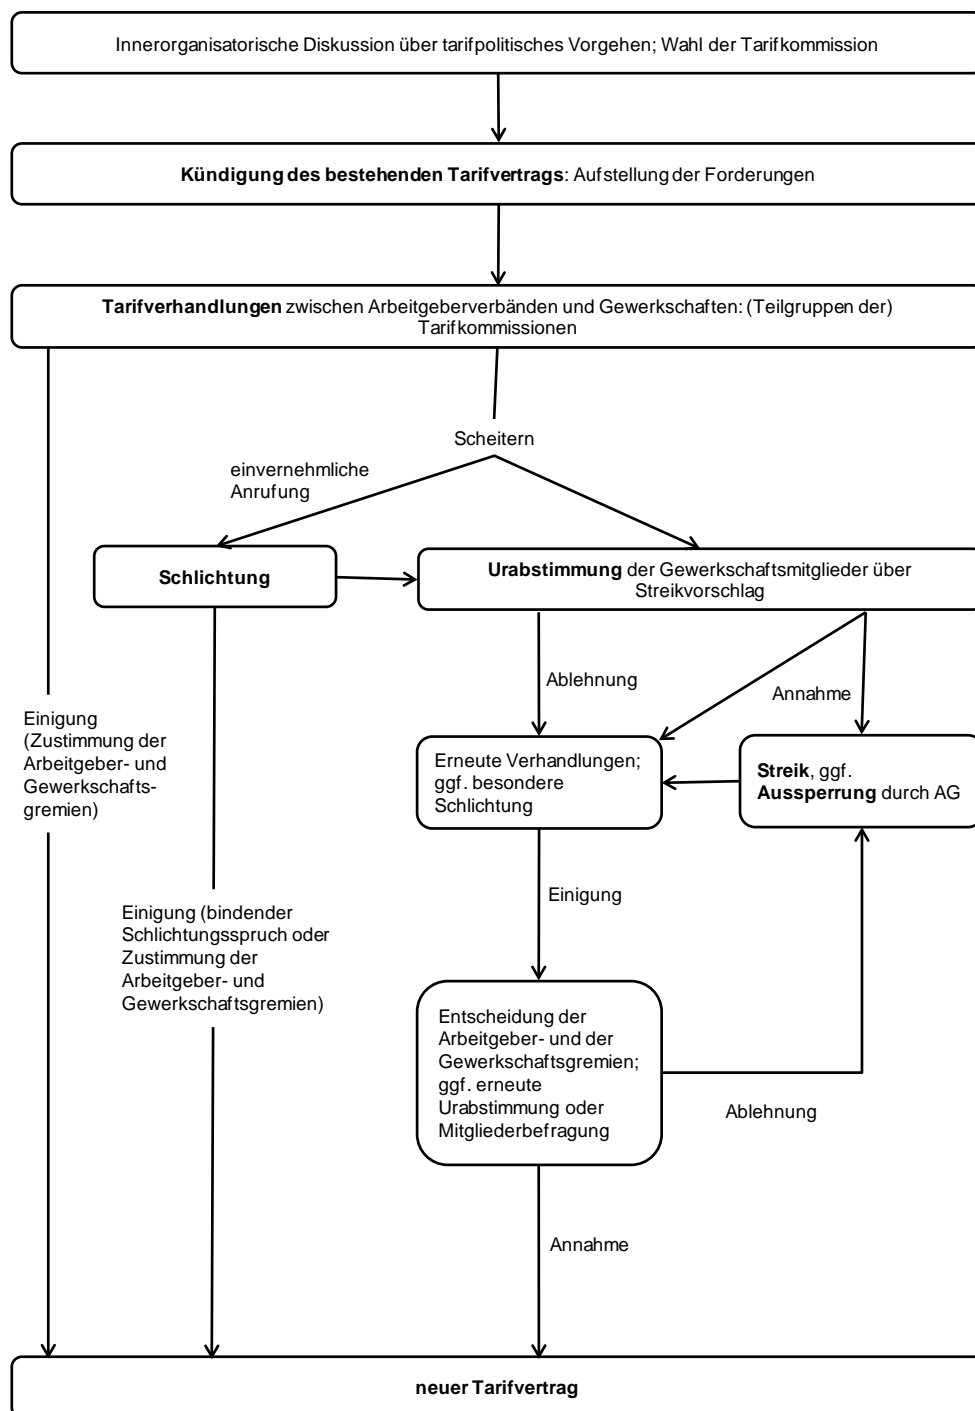 Innerorganisatorische Diskussion über tarifpolitisches Vorgehen; Wahl der Tarifkommission
Kündigung des bestehenden Tarifvertrags: Aufstellung der Forderungen
Tarifverhandlungen zwischen Arbeitgeberverbänden und Gewerkschaften: (Teilgruppen der)
Tarifkommissionen
Scheitern
einvernehmliche
Anrufung
Schlichtung
Urabstimmung der Gewerkschaftsmitglieder über
Streikvorschlag
Ablehnung
Annahme
Einigung
(Zustimmung der
Arbeitgeber- und
Gewerkschafts-
gremien)
Erneute Verhandlungen;
ggf. besondere
Schlichtung
Streik, ggf.
Aussperrung durch AG
Einigung
Einigung (bindender
Schlichtungsspruch oder
Zustimmung der
Arbeitgeber- und
Gewerkschaftsgremien)
Entscheidung der
Arbeitgeber- und der
Gewerkschaftsgremien;
ggf. erneute
Urabstimmung oder
Mitgliederbefragung
Ablehnung
Annahme
neuer Tarifvertrag